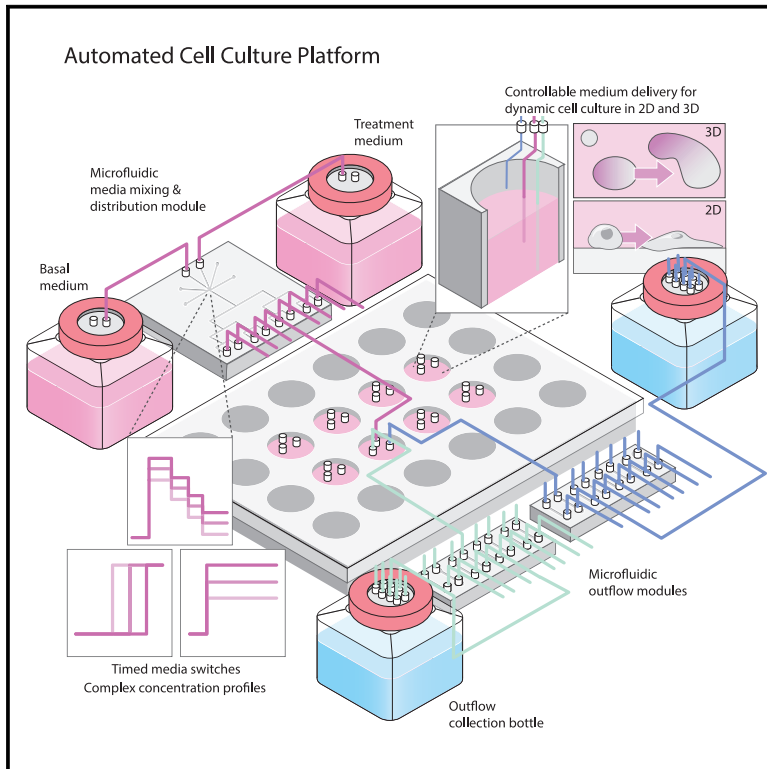 Automated Cell Culture Platform
Controllable medium delivery for
dynamic cell culture in 2D and 3D
Treatment
medium
3D
Microfluidic
media mixing &
distribution module
2D
Basal
medium
Microfluidic
outflow modules
Timed media switches
Complex concentration profiles
Outflow
collection bottle